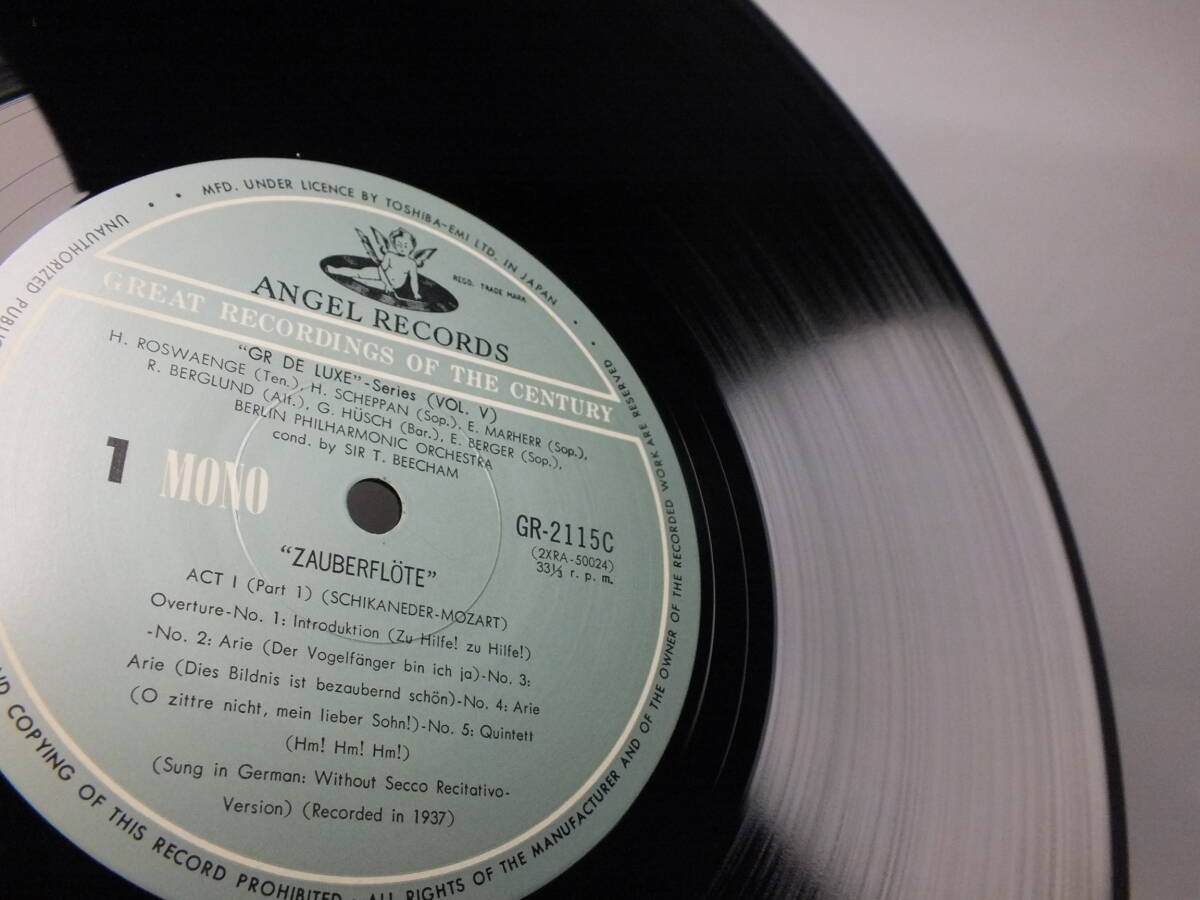 MFD. UNDER LICENCE BY TOSHIBA-EMI LTD. IN JAPAN
REGD. TRADE MARK
ANGEL RECORDS
GREAT RECORDINGS OF THE CENTURY
"GR DE LUXE"-Series (VOL. V)
H. ROSWAENGE (Ten.), H. SCHEPPAN (Sop.), E. MARHERR (Sop.),
R. BERGLUND (Alt.), G. HÜSCH (Bar.), E. BERGER (Sop.),
BERLIN PHILHARMONIC ORCHESTRA
cond. by SIR T. BEECHAM
1
MONO
GR-2115C
(2XRA-50024)
33⅓ r. p. m.
"ZAUBERFLÖTE"
ACT I (Part 1) (SCHIKANEDER-MOZART)
Overture-No. 1: Introduktion (Zu Hilfe! zu Hilfe!)
-No. 2: Arie (Der Vogelfänger bin ich ja)-No. 3:
Arie (Dies Bildnis ist bezaubernd schön)-No. 4: Arie
(O zittre nicht, mein lieber Sohn!)-No. 5: Quintett
(Hm! Hm! Hm!)
(Sung in German: Without Secco Recitativo-
Version) (Recorded in 1937)
UNAUTHORIZED
COPYING OF THIS RECORD PROHIBITED · ALL RIGHTS OF THE MANUFACTURER AND OF THE OWNER OF THE RECORDED WORK ARE RESERVED